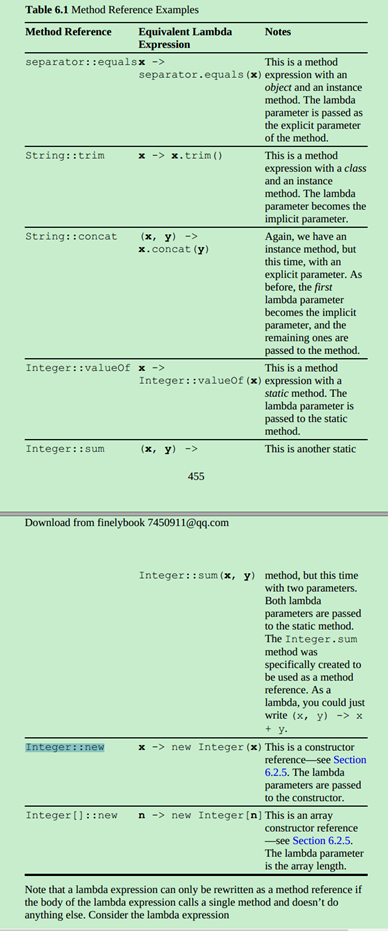 Table 6.1 Method Reference Examples
Method Reference Equivalent Lambda Notes
Expression
separator::equals x -> This is a method
separator.equals(x) expression with an
object and an instance
method. The lambda
parameter is passed as
the explicit parameter
of the method.
String::trim x -> x.trim() This is a method
expression with a class
and an instance
method. The lambda
parameter becomes the
implicit parameter.
String::concat (x, y) -> Again, we have an
x.concat(y) instance method, but
this time, with an
explicit parameter. As
before, the first
lambda parameter
becomes the implicit
parameter, and the
remaining ones are
passed to the method.
Integer::valueOf x -> This is a method
Integer::valueOf(x) expression with a
static method. The
lambda parameter is
passed to the static
method.
Integer::sum (x, y) -> This is another static
455
Download from finelybook 7450911@qq.com
Integer::sum(x, y) method, but this time
with two parameters.
Both lambda
parameters are passed
to the static method.
The Integer.sum
method was
specifically created to
be used as a method
reference. As a
lambda, you could just
write (x, y) -> x
+ y.
Integer::new x -> new Integer(x) This is a constructor
reference—see Section
6.2.5. The lambda
parameters are passed
to the constructor.
Integer[]::new n -> new Integer[n] This is an array
constructor reference
—see Section 6.2.5.
The lambda parameter
is the array length.
Note that a lambda expression can only be rewritten as a method reference if
the body of the lambda expression calls a single method and doesn't do
anything else. Consider the lambda expression